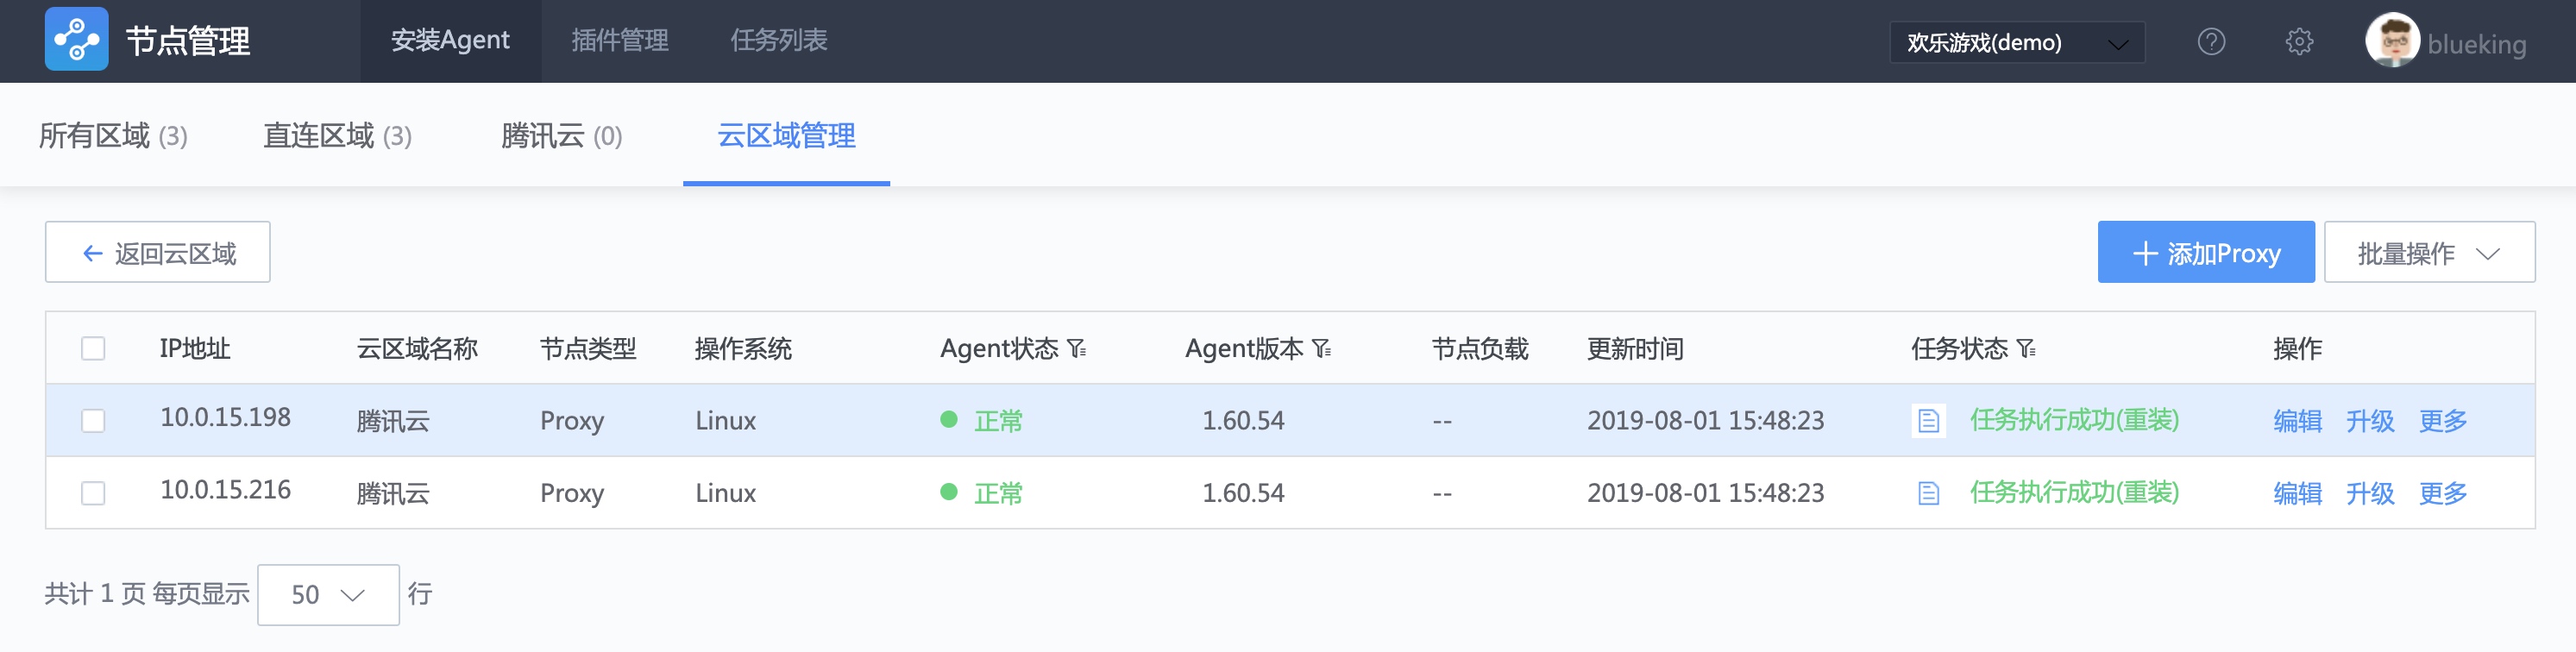 节点管理 安装Agent 插件管理 任务列表 欢乐游戏(demo) blueking
所有区域 (3) 直连区域 (3) 腾讯云 (0) 云区域管理
返回云区域 添加Proxy 批量操作
IP地址 云区域名称 节点类型 操作系统 Agent状态 Agent版本 节点负载 更新时间 任务状态 操作
10.0.15.198 腾讯云 Proxy Linux 正常 1.60.54 -- 2019-08-01 15:48:23 任务执行成功(重装) 编辑 升级 更多
10.0.15.216 腾讯云 Proxy Linux 正常 1.60.54 -- 2019-08-01 15:48:23 任务执行成功(重装) 编辑 升级 更多
共计 1 页 每页显示 50 行